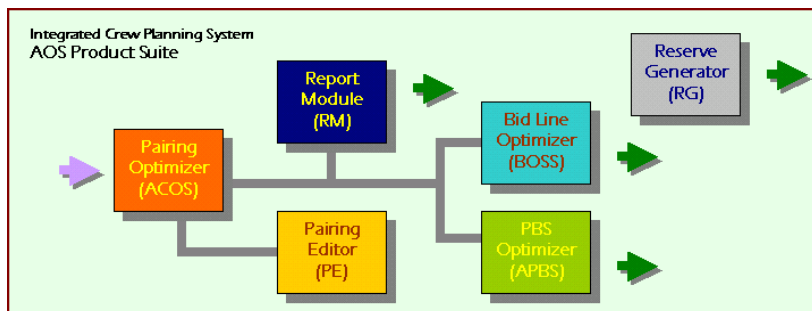 Integrated Crew Planning System
AOS Product Suite
Report
Module
(RM)
Reserve
Generator
(RG)
Pairing
Optimizer
(ACOS)
Bid Line
Optimizer
(BOSS)
Pairing
Editor
(PE)
PBS
Optimizer
(APBS)